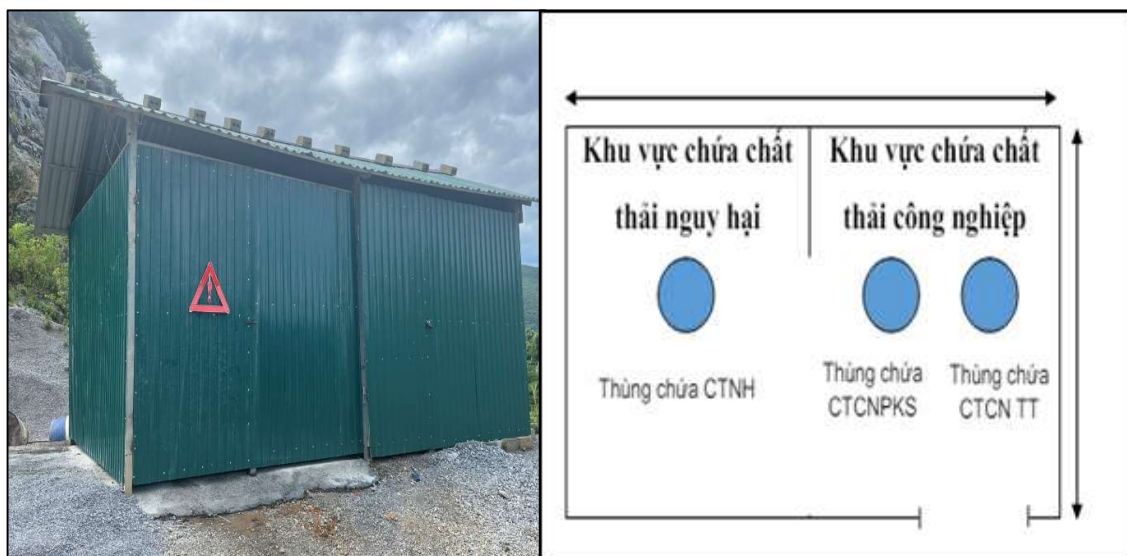 Khu vực chứa chất
thải nguy hại
Khu vực chứa chất
thải công nghiệp
Thùng chứa CTNH
Thùng chứa
CTCNPKS
Thùng chứa
CTCN TT